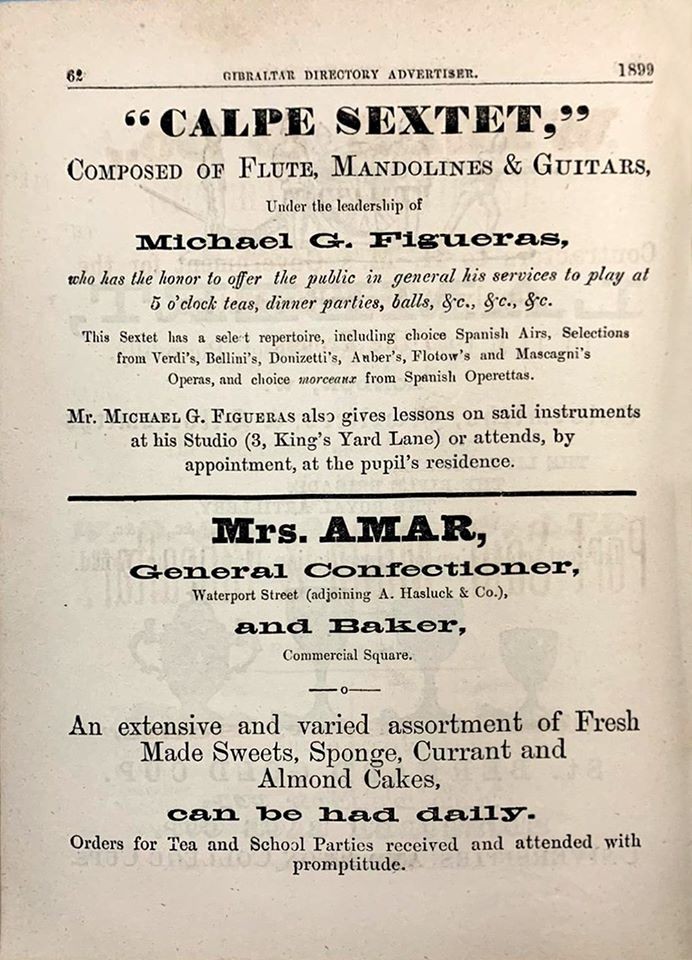 62 GIBRALTAR DIRECTORY ADVERTISER. 1899
“CALPE SEXTET,”
COMPOSED OF FLUTE, MANDOLINES & GUITARS,
Under the leadership of
Michael G. Figueras,
who has the honor to offer the public in general his services to play at
5 o'clock teas, dinner parties, balls, &c., &c., &c.
This Sextet has a select repertoire, including choice Spanish Airs, Selections
from Verdi's, Bellini's, Donizetti's, Auber's, Flotow's and Mascagni's
Operas, and choice morceaux from Spanish Operettas.
Mr. MICHAEL G. FIGUERAS also gives lessons on said instruments
at his Studio (3, King's Yard Lane) or attends, by
appointment, at the pupil's residence.
Mrs. AMAR,
General Confectioner,
Waterport Street (adjoining A. Hasluck & Co.),
and Baker,
Commercial Square.
—o—
An extensive and varied assortment of Fresh
Made Sweets, Sponge, Currant and
Almond Cakes,
can be had daily.
Orders for Tea and School Parties received and attended with
promptitude.